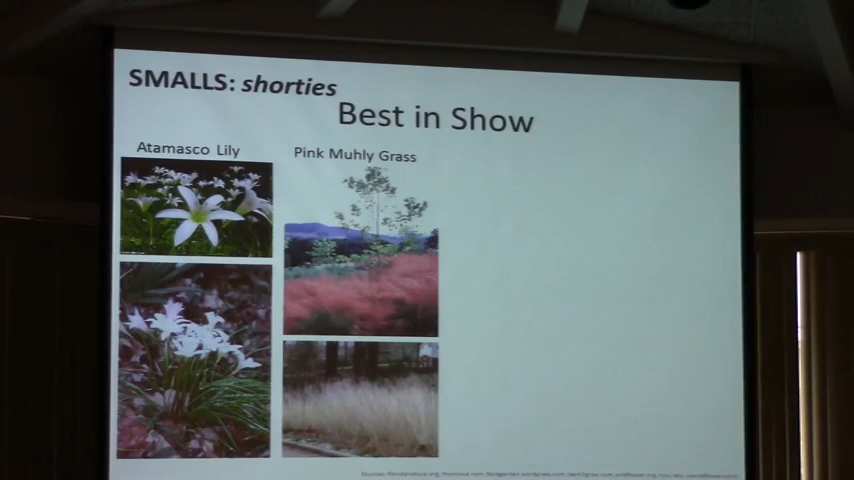 SMALLS: shorties
Best in Show
Atamasco Lily
Pink Muhly Grass